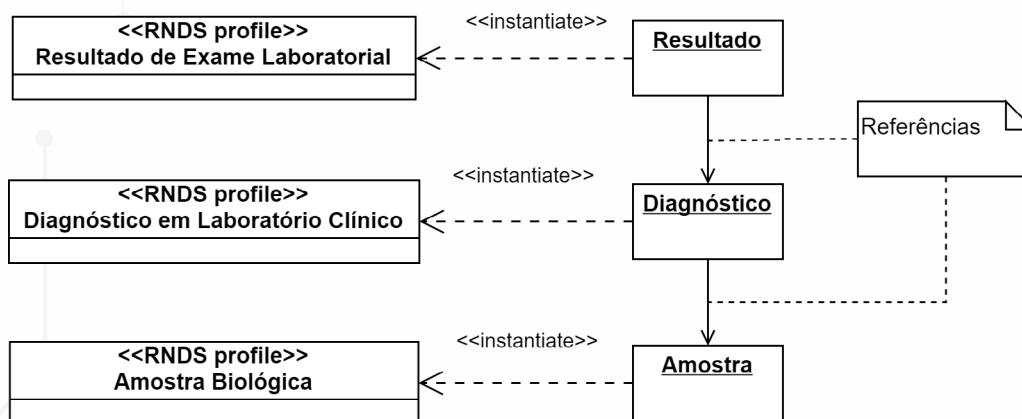 <<RNDS profile>>
Resultado de Exame Laboratorial
<<instantiate>>
Resultado
Referências
<<RNDS profile>>
Diagnóstico em Laboratório Clínico
<<instantiate>>
Diagnóstico
<<RNDS profile>>
Amostra Biológica
<<instantiate>>
Amostra